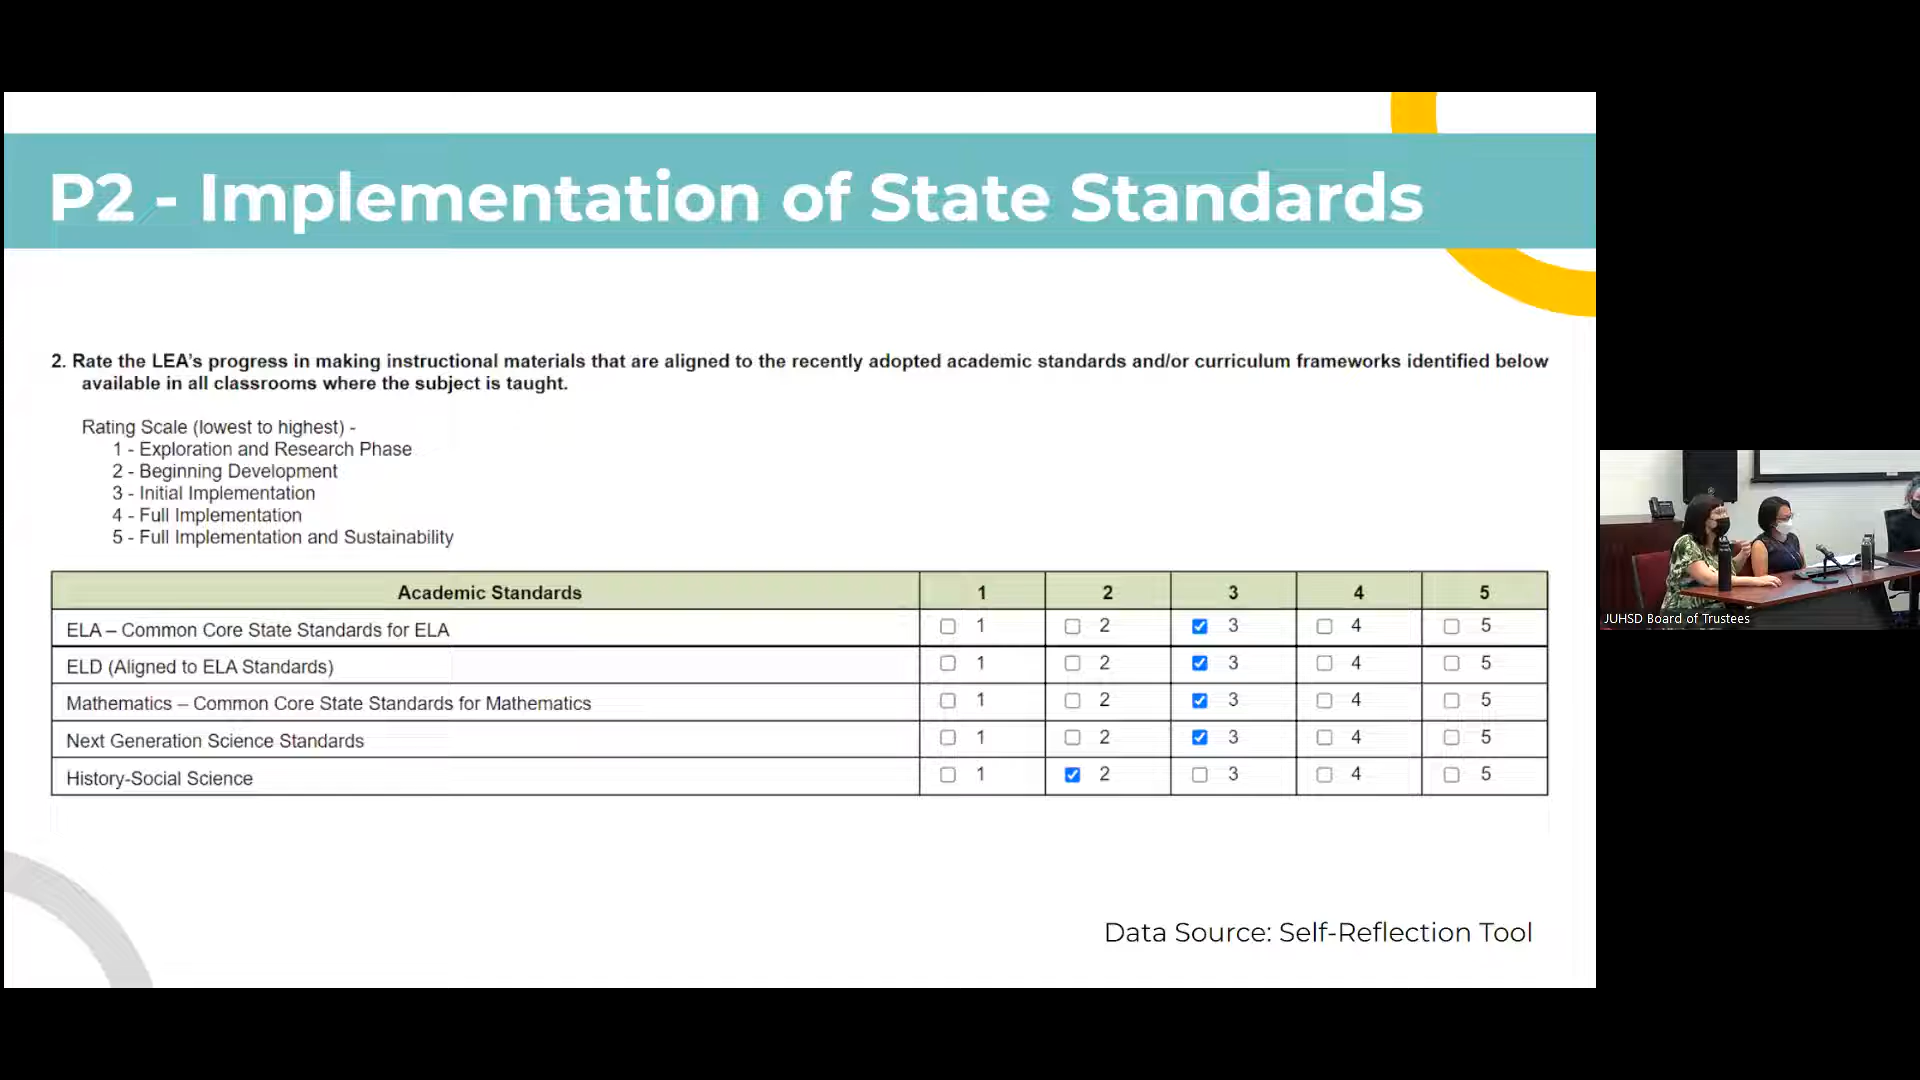 P2 - Implementation of State Standards
2. Rate the LEA's progress in making instructional materials that are aligned to the recently adopted academic standards and/or curriculum frameworks identified below
available in all classrooms where the subject is taught.
Rating Scale (lowest to highest) -
1 - Exploration and Research Phase
2 - Beginning Development
3 - Initial Implementation
4 - Full Implementation
5 - Full Implementation and Sustainability
Academic Standards 1 2 3 4 5
ELA – Common Core State Standards for ELA 1 2 3 4 5
ELD (Aligned to ELA Standards) 1 2 3 4 5
Mathematics – Common Core State Standards for Mathematics 1 2 3 4 5
Next Generation Science Standards 1 2 3 4 5
History-Social Science 1 2 3 4 5
Data Source: Self-Reflection Tool
JUHSD Board of Trustees